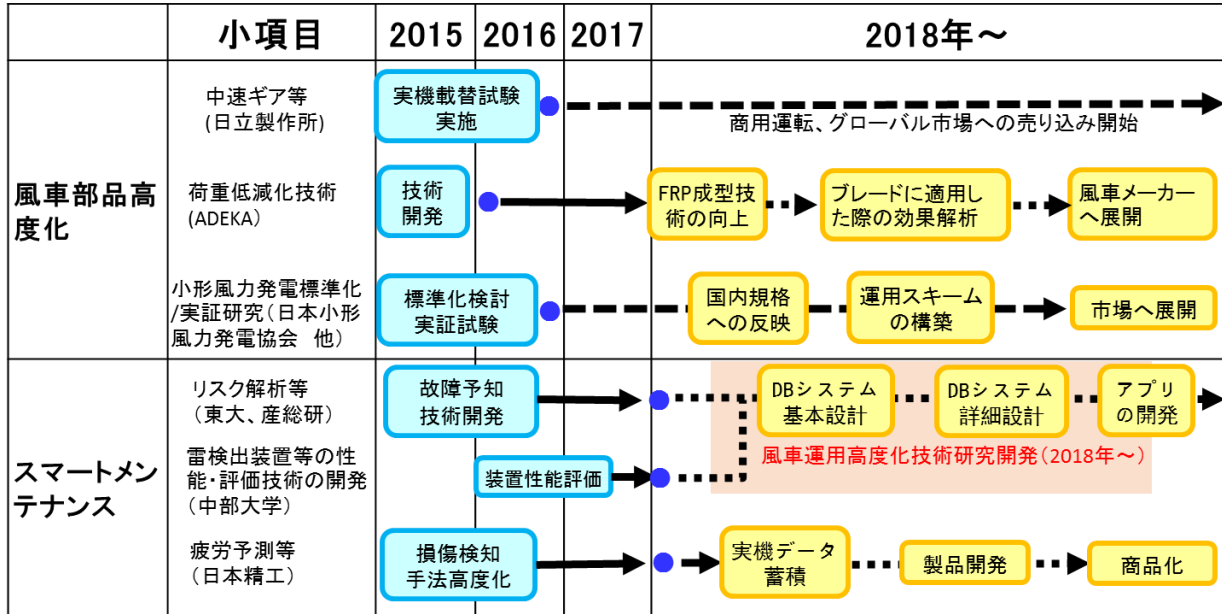 小項目
2015
2016
2017
2018年～
風車部品高
度化
中速ギア等
(日立製作所)
実機載替試験
実施
商用運転、グローバル市場への売り込み開始
荷重低減化技術
(ADEKA)
技術
開発
FRP成型技
術の向上
ブレードに適用し
た際の効果解析
風車メーカー
へ展開
小形風力発電標準化
/実証研究(日本小形
風力発電協会　他)
標準化検討
実証試験
国内規格
への反映
運用スキーム
の構築
市場へ展開
スマートメン
テナンス
リスク解析等
(東大、産総研)
故障予知
技術開発
DBシステム
基本設計
DBシステム
詳細設計
アプリ
の開発
風車運用高度化技術研究開発(2018年～)
雷検出装置等の性
能・評価技術の開発
(中部大学)
装置性能評価
疲労予測等
(日本精工)
損傷検知
手法高度化
実機データ
蓄積
製品開発
商品化